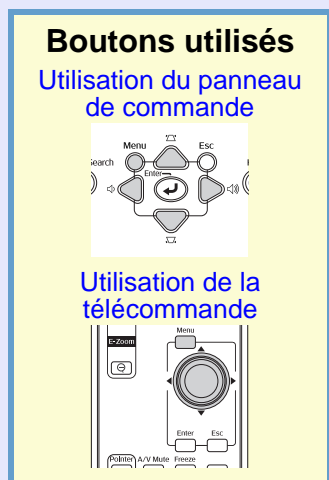 Boutons utilisés
Utilisation du panneau
de commande
Menu
Esc
earch
Enter
Utilisation de la
télécommande
Menu
E-Zoom
Enter Esc
Pointer A/V Mute Freeze